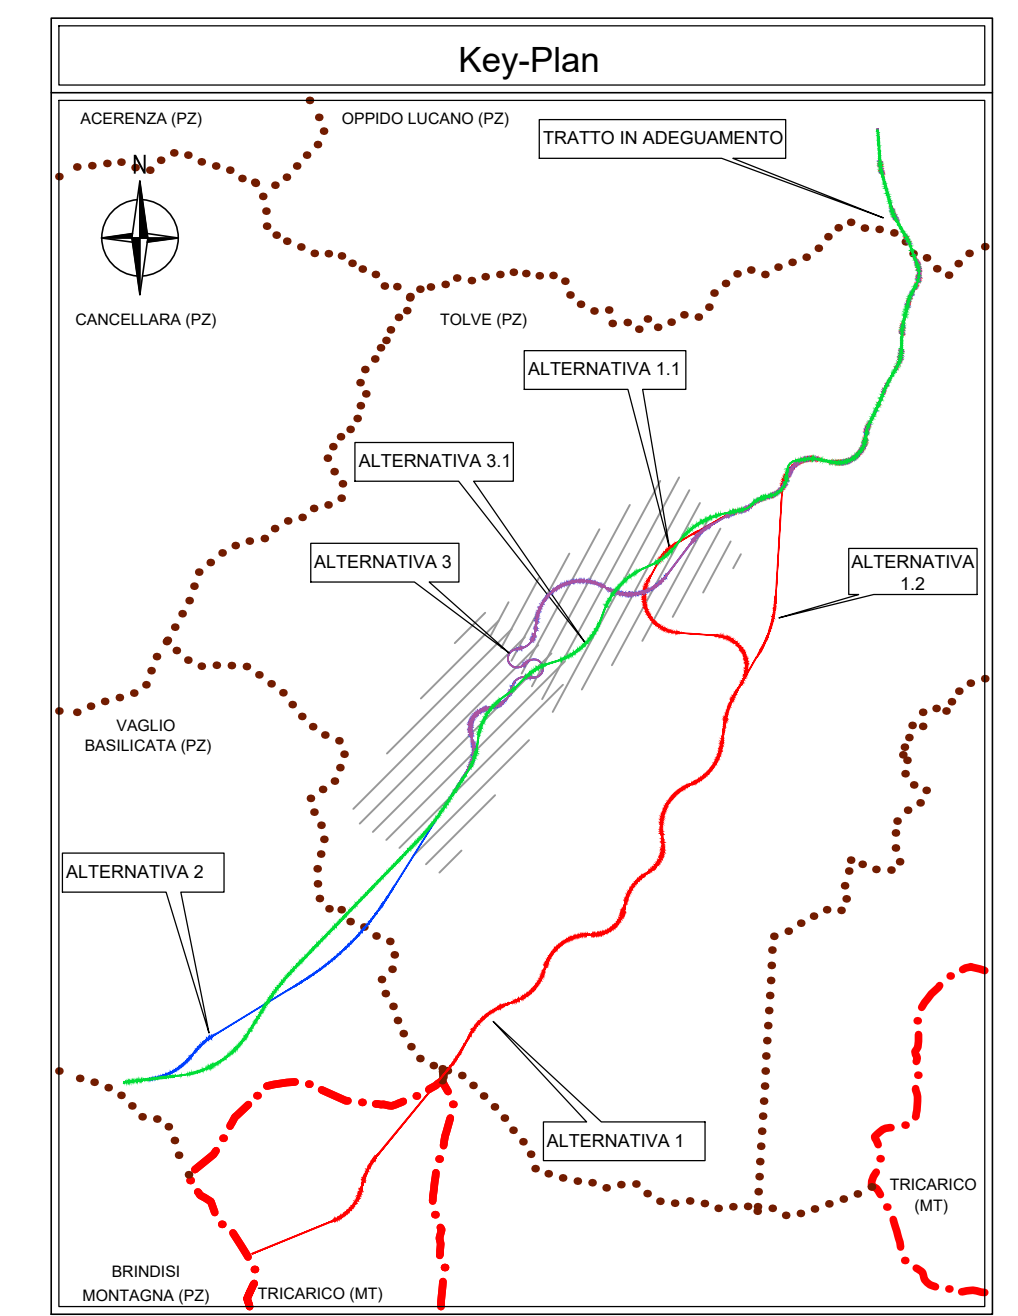 Key-Plan
ACERENZA (PZ)
OPPIDO LUCANO (PZ)
TRATTO IN ADEGUAMENTO
N
CANCELLARA (PZ)
TOLVE (PZ)
ALTERNATIVA 1.1
ALTERNATIVA 3.1
ALTERNATIVA 3
ALTERNATIVA
1.2
VAGLIO
BASILICATA (PZ)
ALTERNATIVA 2
ALTERNATIVA 1
TRICARICO
(MT)
BRINDISI
MONTAGNA (PZ)
TRICARICO (MT)